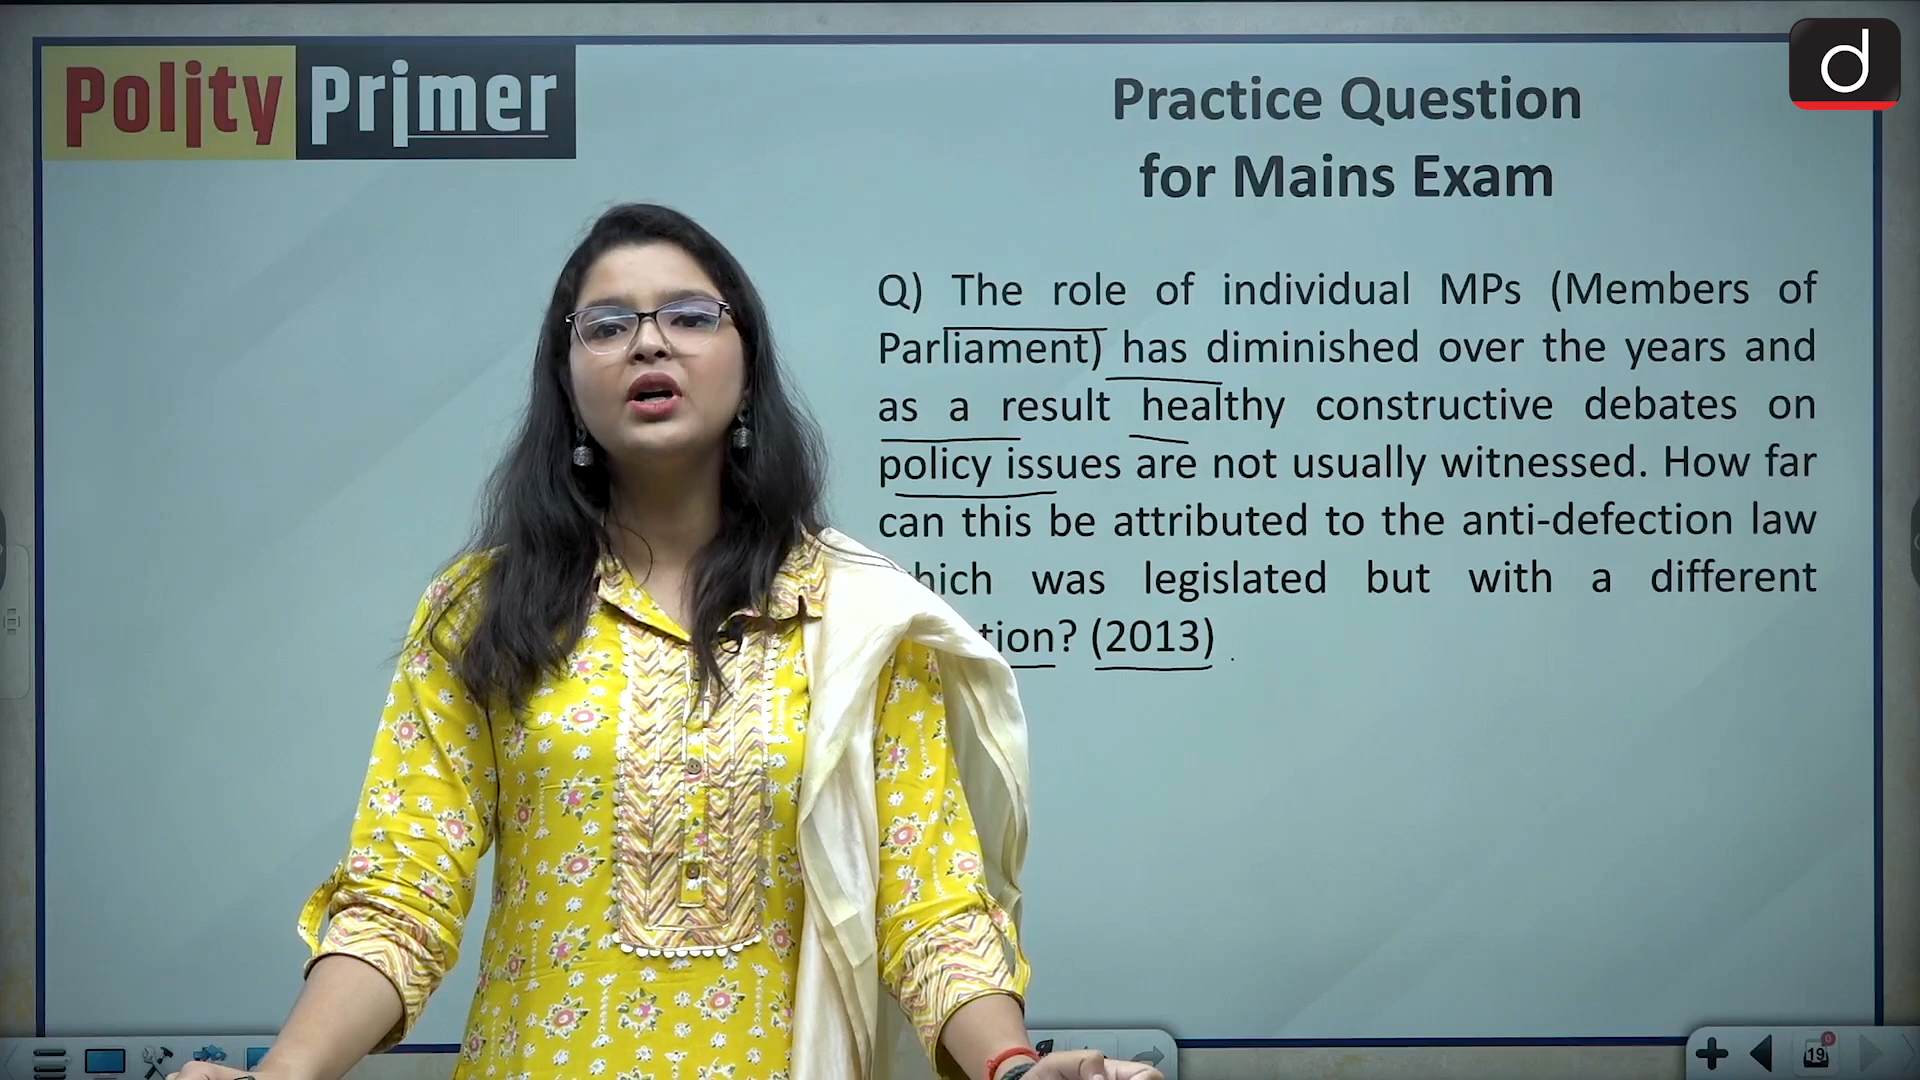 Polity Primer
d
Practice Question
for Mains Exam
Q) The role of individual MPs (Members of
Parliament) has diminished over the years and
as a result healthy constructive debates on
policy issues are not usually witnessed. How far
can this be attributed to the anti-defection law
was legislated but with a different
(2013)
19
0